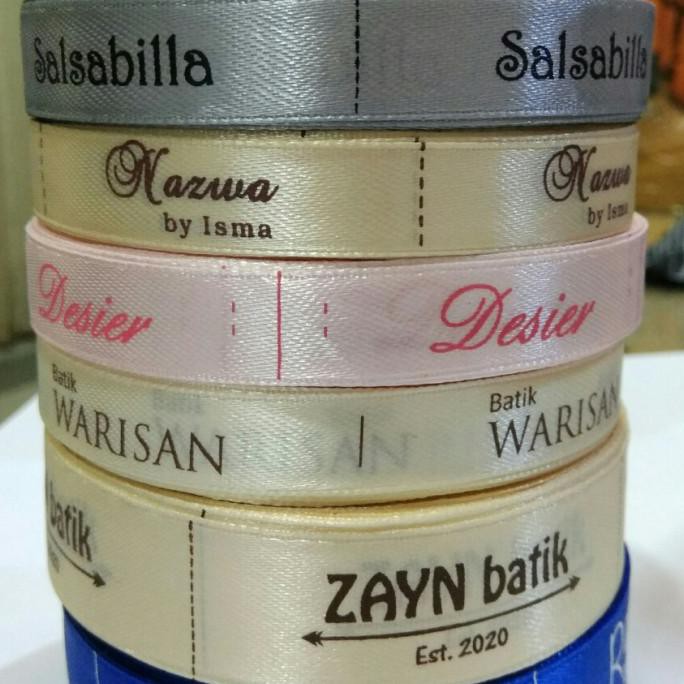 Salsabilla Salsabilla
Nazwa Nazwa
by Isma by Isma
Desier Desier
Batik Batik
WARISAN WARISAN
batik ZAYN batik
Est. 2020